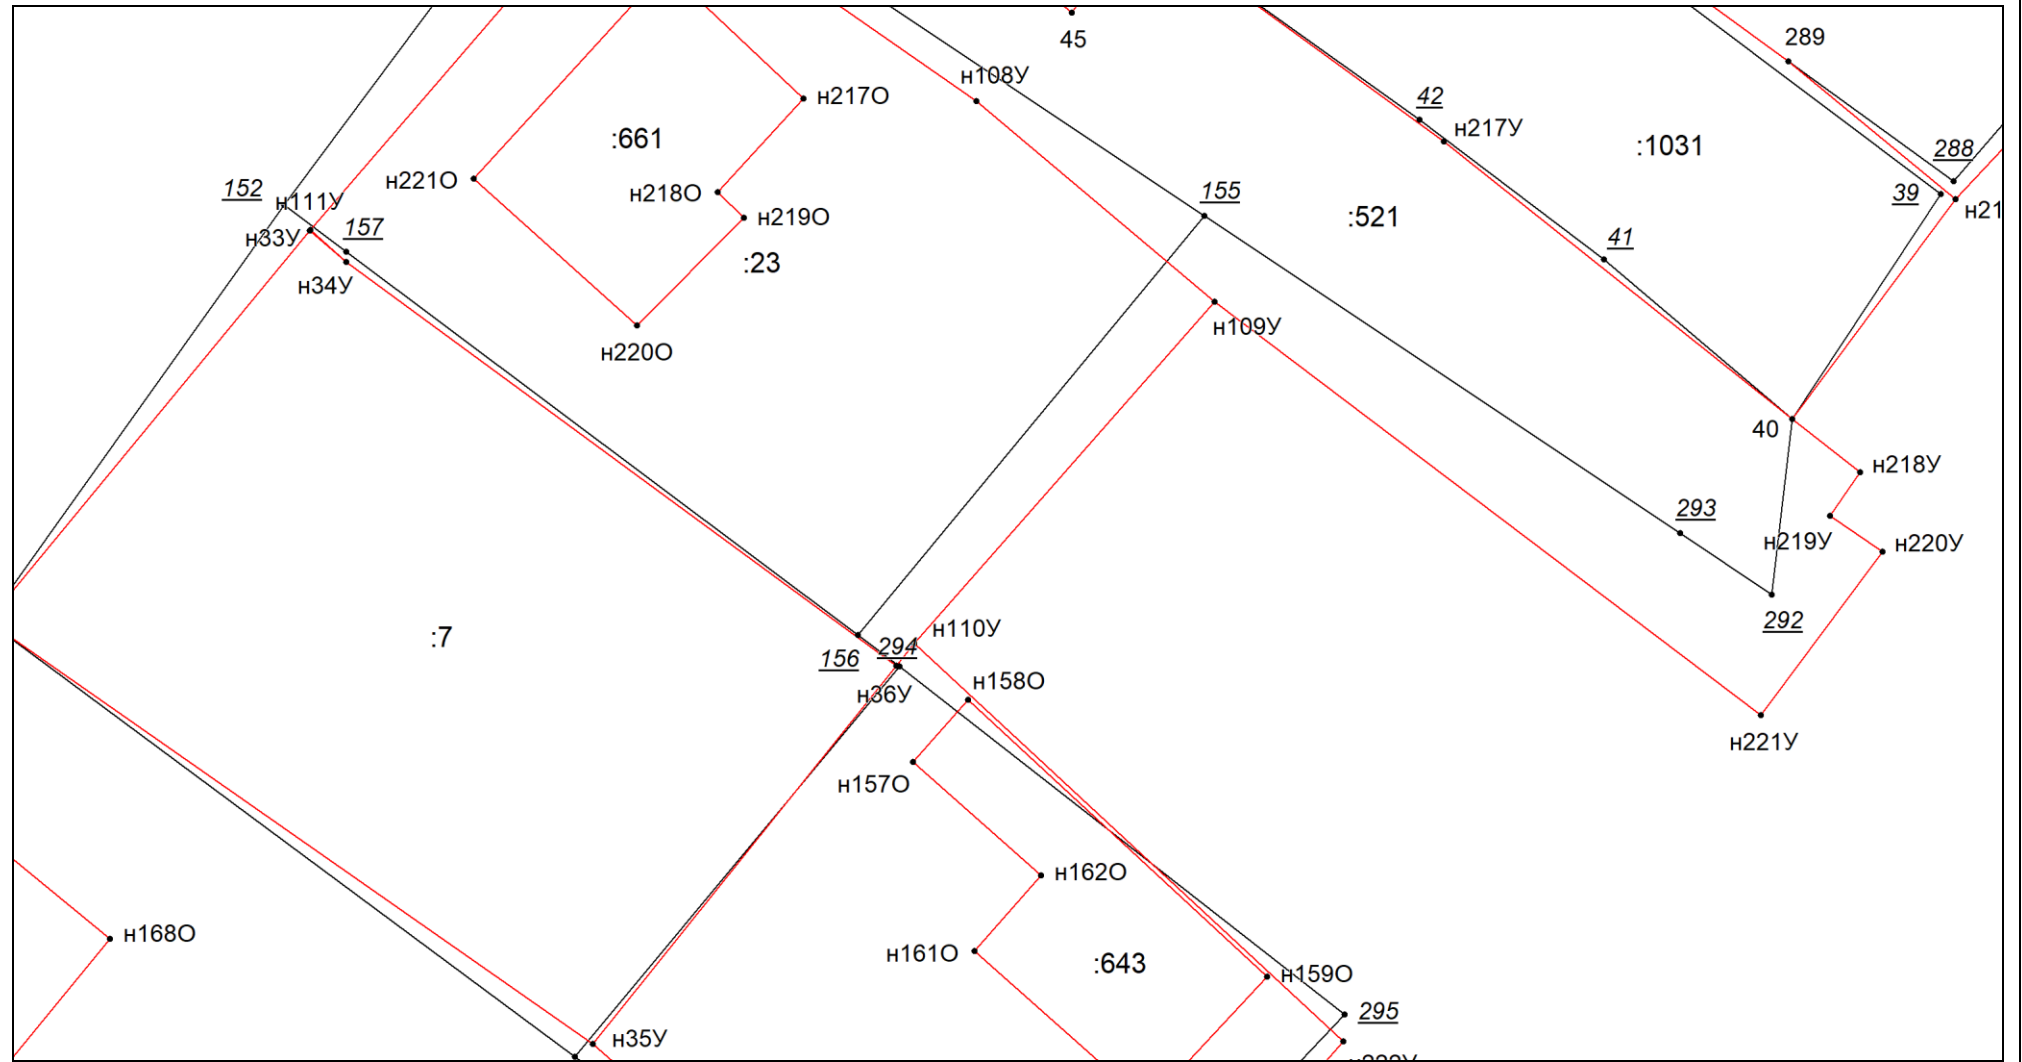 45
289
н108У
42
н217О
н217У
:661
:1031
288
н221О
152
н111У
н218О
155
39
н21
157
н33У
н219О
:521
41
:23
н34У
н109У
н220О
40
н218У
293
н219У
н220У
292
н110У
:7
294
156
н36У
н158О
н221У
н157О
н162О
н168О
н161О
:643
н159О
295
н35У